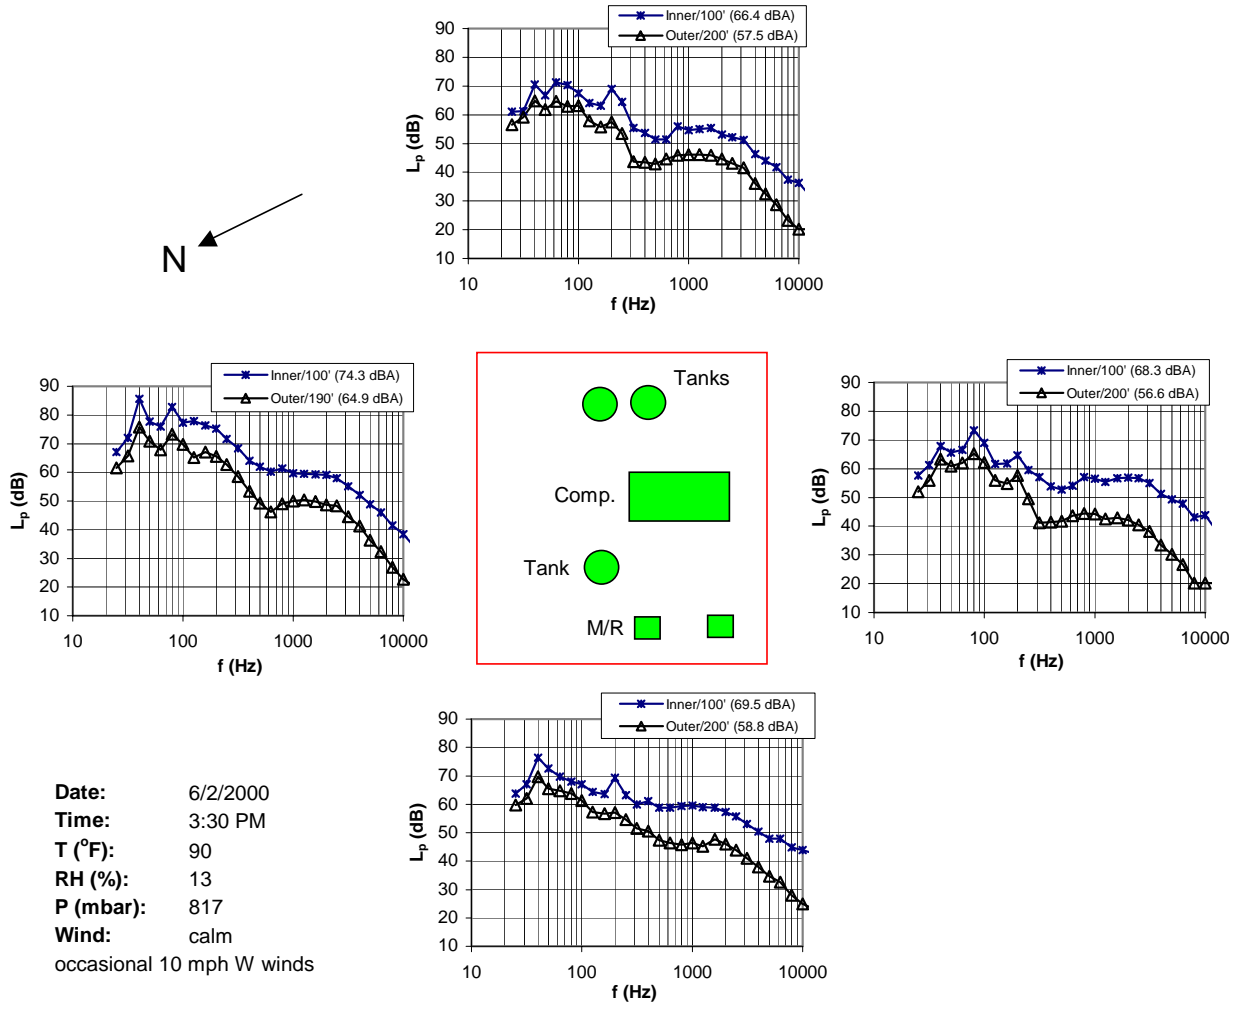 Inner/100' (66.4 dBA)
Outer/200' (57.5 dBA)
90
80
70
60
50
40
30
20
10
Lp (dB)
10 100 1000 10000
f (Hz)
N
Inner/100' (74.3 dBA)
Outer/190' (64.9 dBA)
90
80
70
60
50
40
30
20
10
Lp (dB)
10 100 1000 10000
f (Hz)
Tanks
Comp.
Tank
M/R
Inner/100' (68.3 dBA)
Outer/200' (56.6 dBA)
90
80
70
60
50
40
30
20
10
Lp (dB)
10 100 1000 10000
f (Hz)
Inner/100' (69.5 dBA)
Outer/200' (58.8 dBA)
90
80
70
60
50
40
30
20
10
Lp (dB)
10 100 1000 10000
f (Hz)
Date: 6/2/2000
Time: 3:30 PM
T (°F): 90
RH (%): 13
P (mbar): 817
Wind: calm
occasional 10 mph W winds